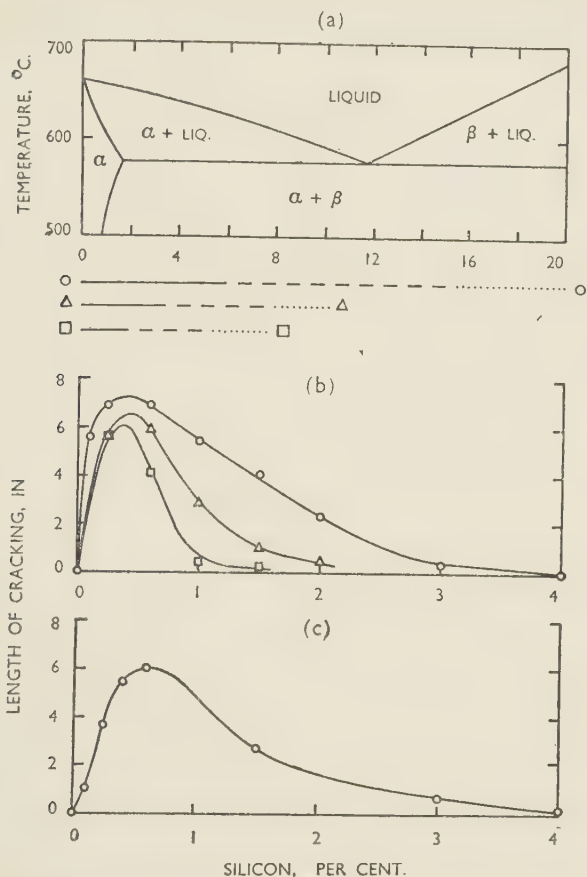 (a)
TEMPERATURE, °C.
700
600
500
LIQUID
α + LIQ.
β + LIQ.
α
α + β
0 4 8 12 16 20
(b)
LENGTH OF CRACKING, IN
8
6
4
2
0
0 1 2 3 4
(c)
8
6
4
2
0
0 1 2 3 4
SILICON, PER CENT.